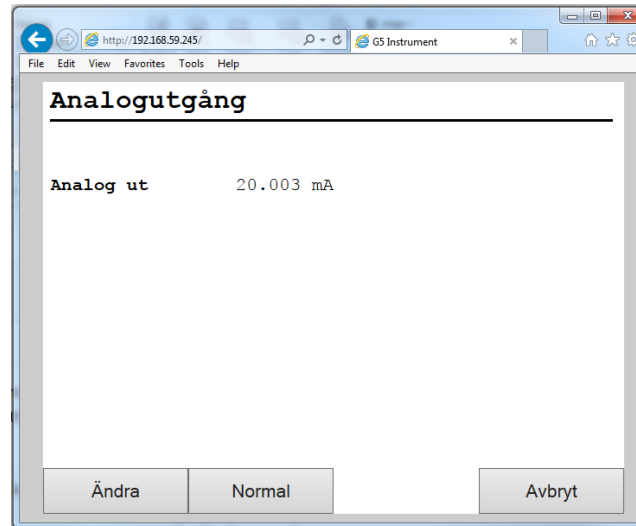 http://192.168.59.245/
G5 Instrument
File Edit View Favorites Tools Help
Analogutgång
Analog ut 20.003 mA
Ändra Normal Avbryt